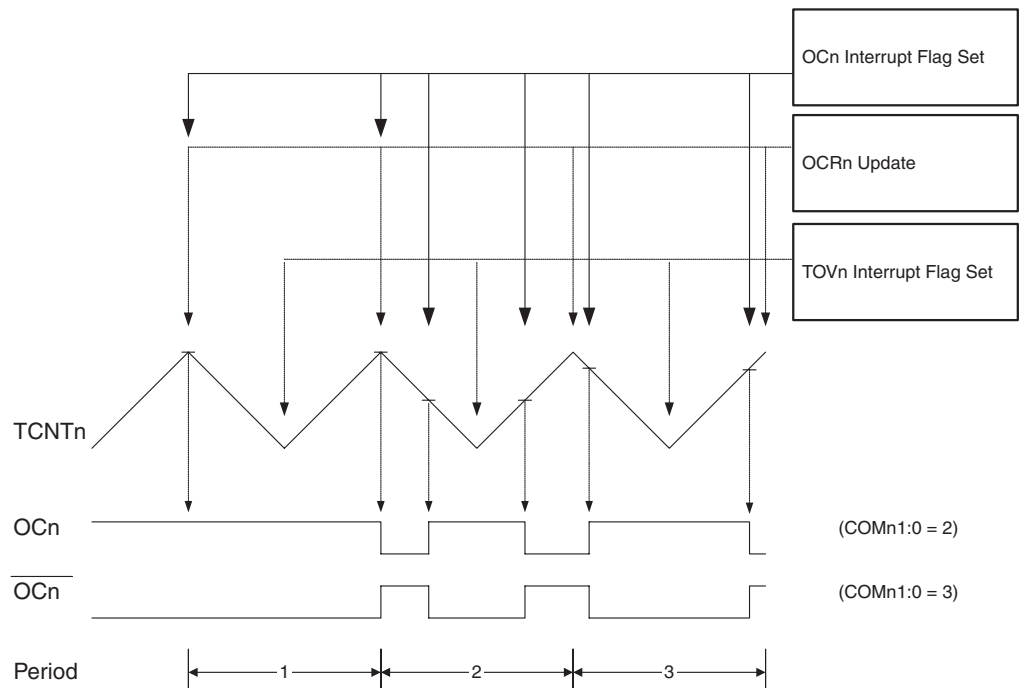 OCn Interrupt Flag Set
OCRn Update
TOVn Interrupt Flag Set
TCNTn
OCn (COMn1:0 = 2)
OCn (COMn1:0 = 3)
Period 1 2 3